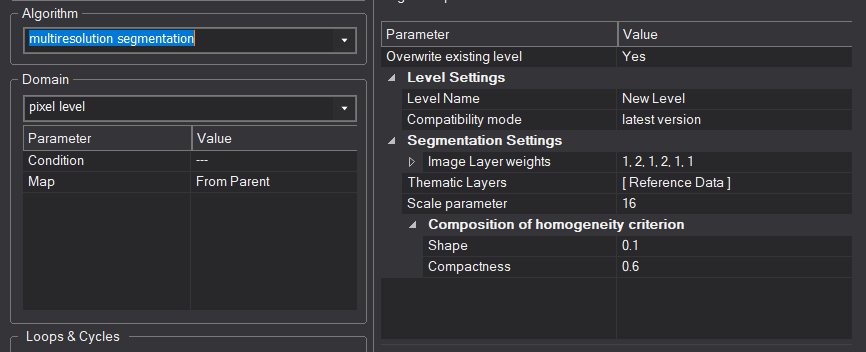 Algorithm
multiresolution segmentation
Domain
pixel level
Parameter Value
Condition ---
Map From Parent
Loops & Cycles
Parameter Value
Overwrite existing level Yes
Level Settings
Level Name New Level
Compatibility mode latest version
Segmentation Settings
Image Layer weights 1, 2, 1, 2, 1, 1
Thematic Layers [ Reference Data ]
Scale parameter 16
Composition of homogeneity criterion
Shape 0.1
Compactness 0.6